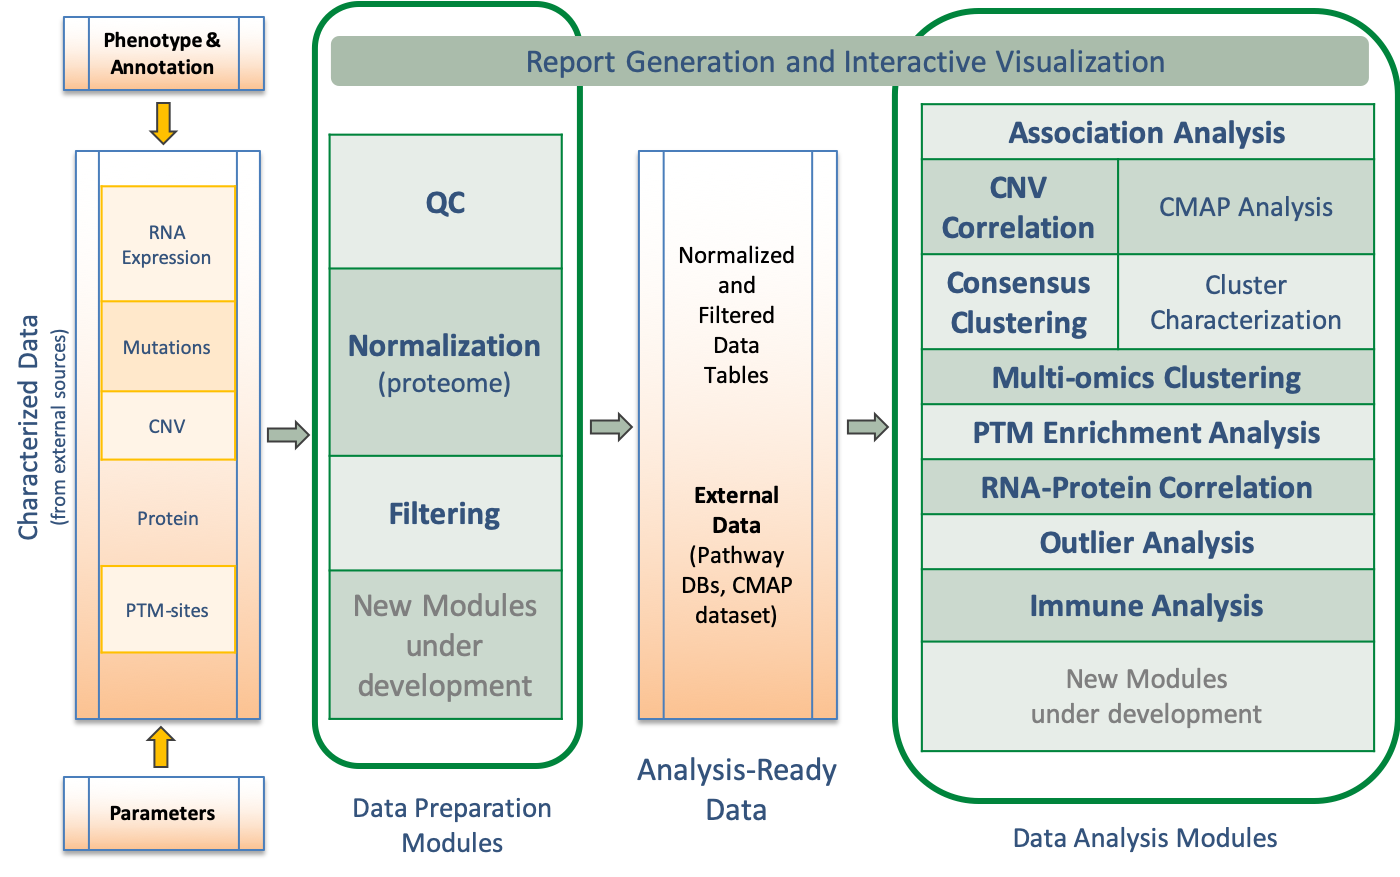 Phenotype &
Annotation
Characterized Data
(from external sources)
RNA
Expression
Mutations
CNV
Protein
PTM-sites
Parameters
Report Generation and Interactive Visualization
QC
Normalization
(proteome)
Filtering
New Modules
under
development
Data Preparation
Modules
Normalized
and
Filtered
Data
Tables
External
Data
(Pathway
DBs, CMAP
dataset)
Analysis-Ready
Data
Association Analysis
CNV
Correlation
CMAP Analysis
Consensus
Clustering
Cluster
Characterization
Multi-omics Clustering
PTM Enrichment Analysis
RNA-Protein Correlation
Outlier Analysis
Immune Analysis
New Modules
under development
Data Analysis Modules